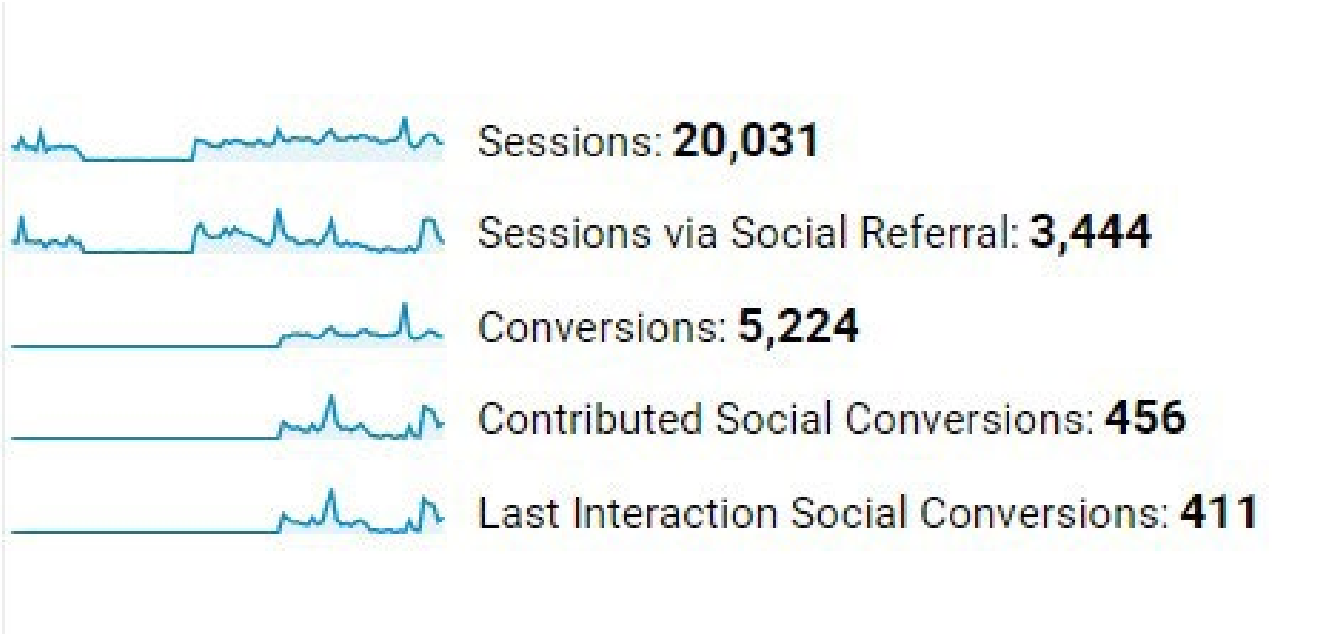 Sessions: 20,031
Sessions via Social Referral: 3,444
Conversions: 5,224
Contributed Social Conversions: 456
Last Interaction Social Conversions: 411